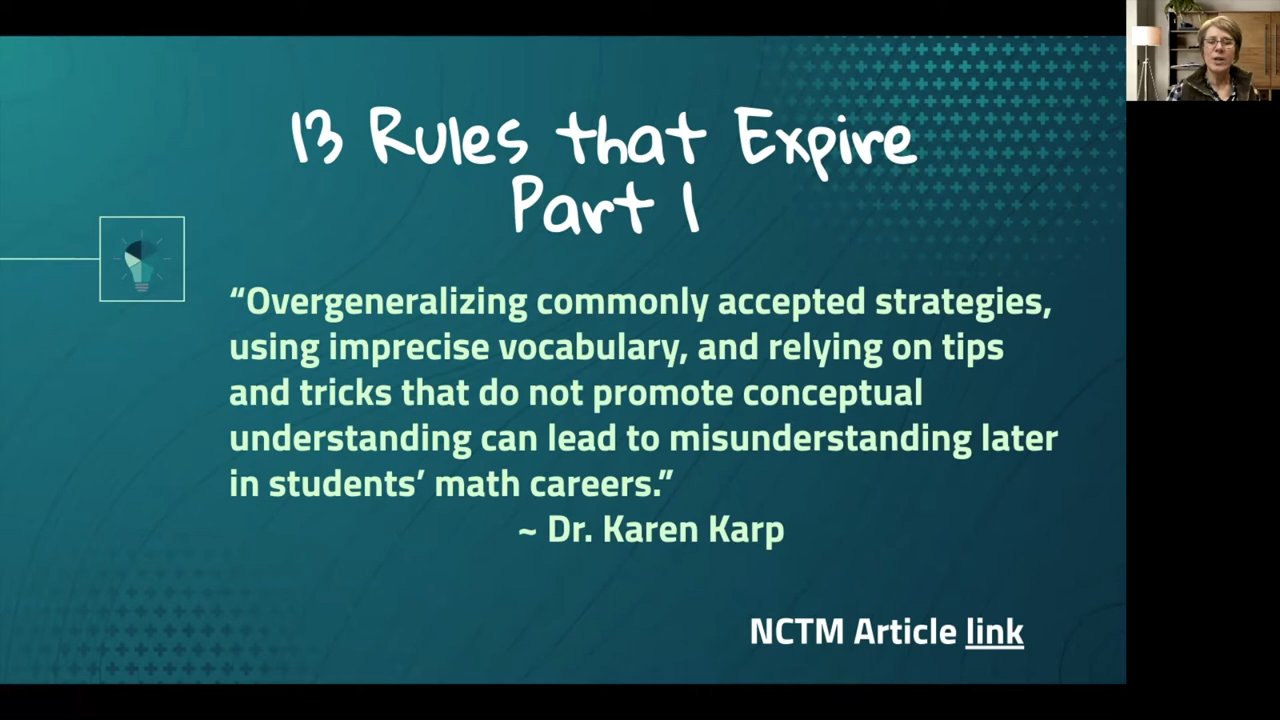 13 Rules that Expire
Part 1
“Overgeneralizing commonly accepted strategies,
using imprecise vocabulary, and relying on tips
and tricks that do not promote conceptual
understanding can lead to misunderstanding later
in students’ math careers.”
~ Dr. Karen Karp
NCTM Article link